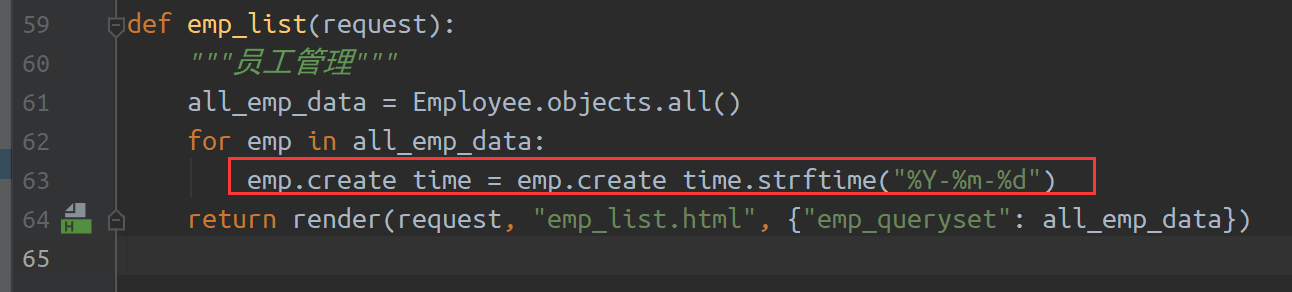 59 def emp_list(request):
60 """员工管理"""
61 all_emp_data = Employee.objects.all()
62 for emp in all_emp_data:
63 emp.create_time = emp.create_time.strftime("%Y-%m-%d")
64 H return render(request, "emp_list.html", {"emp_queryset": all_emp_data})
65